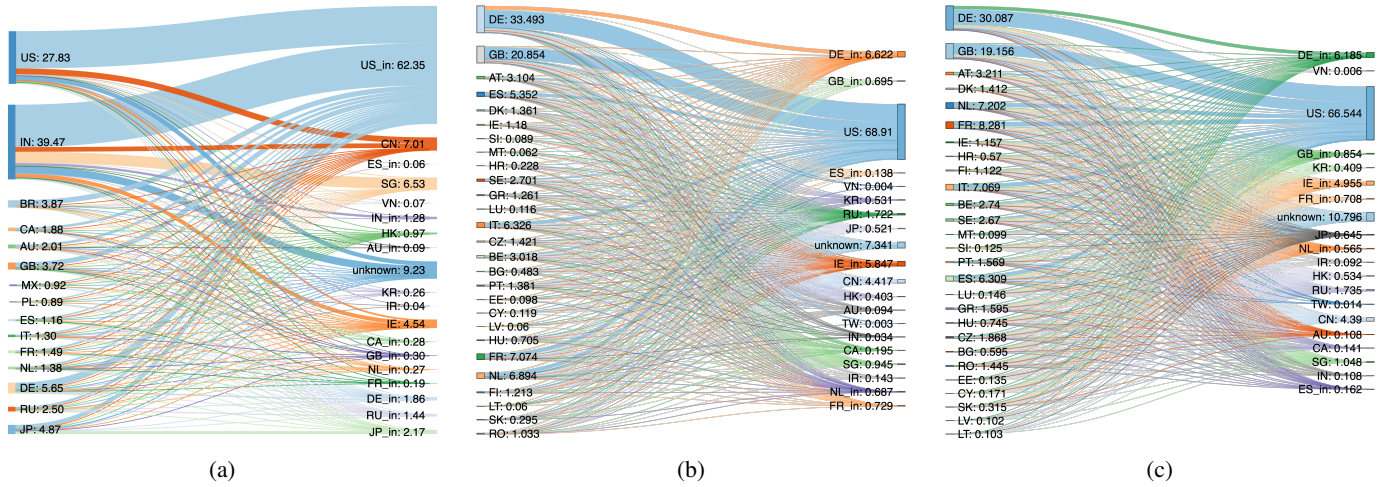 US: 27.83
IN: 39.47
BR: 3.87
CA: 1.88
AU: 2.01
GB: 3.72
MX: 0.92
PL: 0.89
ES: 1.16
IT: 1.30
FR: 1.49
NL: 1.38
DE: 5.65
RU: 2.50
JP: 4.87
US_in: 62.35
CN: 7.01
ES_in: 0.06
SG: 6.53
VN: 0.07
IN_in: 1.28
HK: 0.97
AU_in: 0.09
unknown: 9.23
KR: 0.26
IR: 0.04
IE: 4.54
CA_in: 0.28
GB_in: 0.30
NL_in: 0.27
FR_in: 0.19
DE_in: 1.86
RU_in: 1.44
JP_in: 2.17
(a)
DE: 33.493
GB: 20.854
AT: 3.104
ES: 5.352
DK: 1.361
IE: 1.18
SI: 0.089
MT: 0.062
HR: 0.228
SE: 2.701
GR: 1.261
LU: 0.116
IT: 6.326
CZ: 1.421
BE: 3.018
BG: 0.483
PT: 1.381
EE: 0.098
CY: 0.119
LV: 0.06
HU: 0.705
FR: 7.074
NL: 6.894
FI: 1.213
LT: 0.06
SK: 0.295
RO: 1.033
DE_in: 6.622
GB_in: 0.695
US: 68.91
ES_in: 0.138
VN: 0.004
KR: 0.531
RU: 1.722
JP: 0.521
unknown: 7.341
IE_in: 5.847
CN: 4.417
HK: 0.403
AU: 0.094
TW: 0.003
IN: 0.034
CA: 0.195
SG: 0.945
IR: 0.143
NL_in: 0.687
FR_in: 0.729
(b)
DE: 30.087
GB: 19.156
AT: 3.211
DK: 1.412
NL: 7.202
FR: 8.281
IE: 1.157
HR: 0.57
FI: 1.122
IT: 7.069
BE: 2.74
SE: 2.67
MT: 0.099
SI: 0.125
PT: 1.569
ES: 6.309
LU: 0.146
GR: 1.595
HU: 0.745
CZ: 1.868
BG: 0.595
RO: 1.445
EE: 0.135
CY: 0.171
SK: 0.315
LV: 0.102
LT: 0.103
DE_in: 6.185
VN: 0.006
US: 66.544
GB_in: 0.854
KR: 0.409
IE_in: 4.955
FR_in: 0.708
unknown: 10.796
JP: 0.645
NL_in: 0.565
IR: 0.092
HK: 0.534
RU: 1.735
TW: 0.014
CN: 4.39
AU: 0.108
CA: 0.141
SG: 1.048
IN: 0.108
ES_in: 0.162
(c)